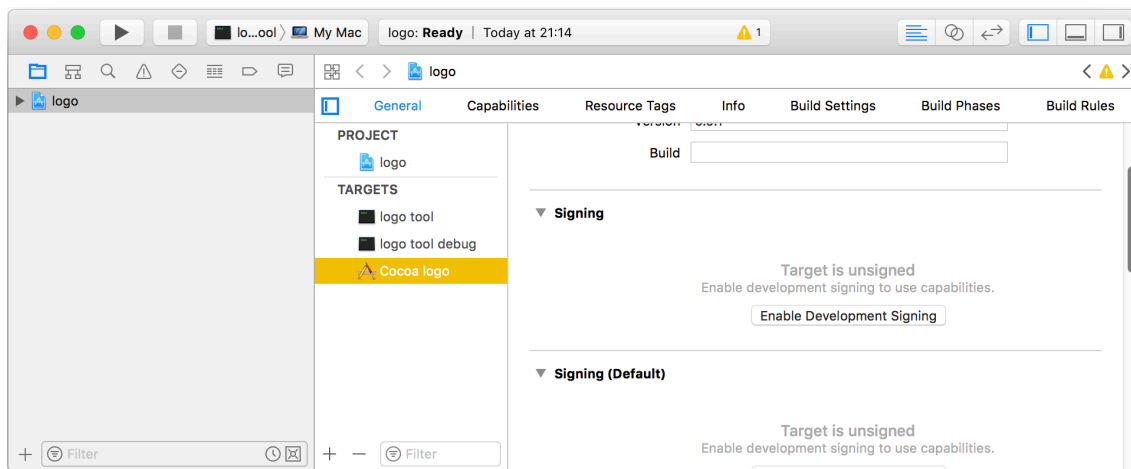 lo...ool My Mac logo: Ready | Today at 21:14 1
logo
logo
General Capabilities Resource Tags Info Build Settings Build Phases Build Rules
PROJECT
logo
TARGETS
logo tool
logo tool debug
Cocoa logo
Filter
Version
Build
Signing
Target is unsigned
Enable development signing to use capabilities.
Enable Development Signing
Signing (Default)
Target is unsigned
Enable development signing to use capabilities.
Filter